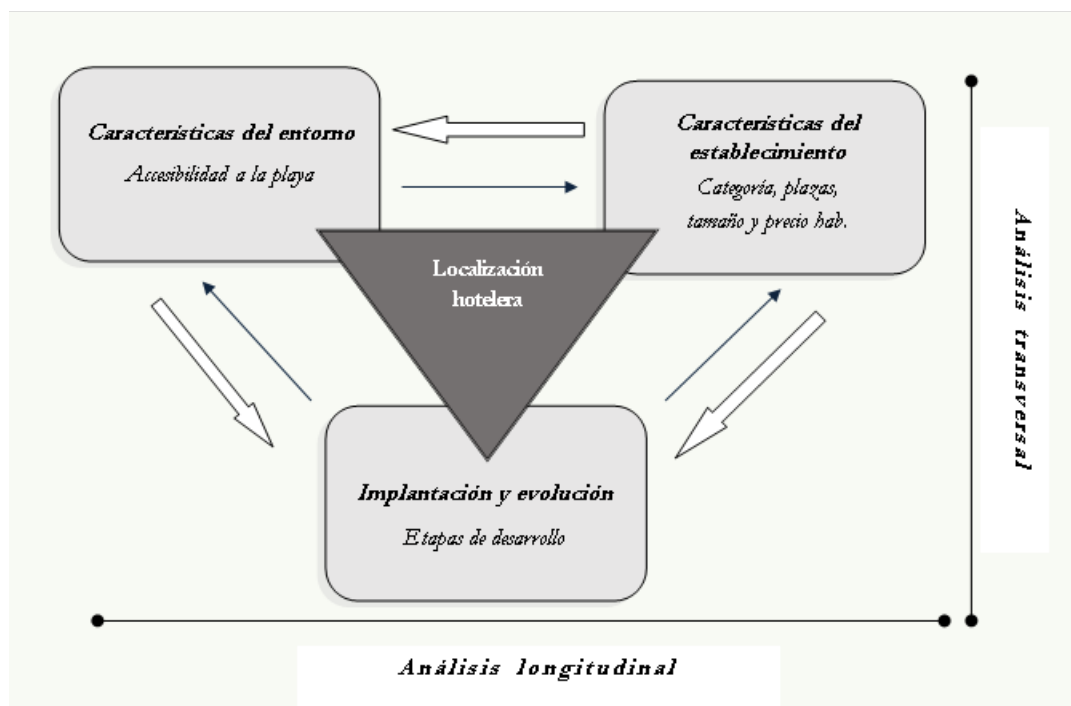 Características del entorno
Accesibilidad a la playa
Características del
establecimiento
Categoría, plazas,
tamaño y precio hab.
Localización
hotelera
Implantación y evolución
Etapas de desarrollo
Análisis transversal
Análisis longitudinal